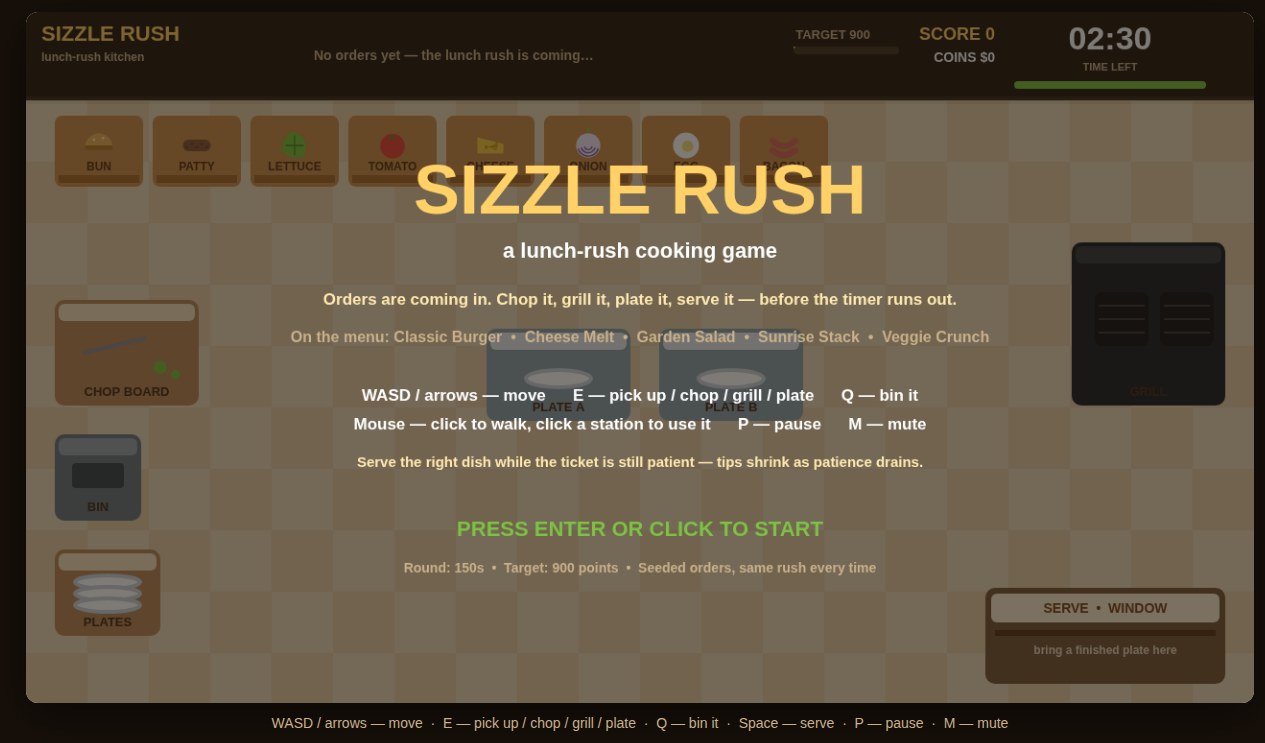 SIZZLE RUSH
lunch-rush kitchen
No orders yet — the lunch rush is coming…
TARGET 900
SCORE 0
COINS $0
02:30
TIME LEFT
BUN
PATTY
LETTUCE
TOMATO
CHEESE
ONION
EGG
BACON
SIZZLE RUSH
a lunch-rush cooking game
Orders are coming in. Chop it, grill it, plate it, serve it — before the timer runs out.
On the menu: Classic Burger • Cheese Melt • Garden Salad • Sunrise Stack • Veggie Crunch
CHOP BOARD
GRILL
WASD / arrows — move E — pick up / chop / grill / plate Q — bin it
PLATE A
PLATE B
Mouse — click to walk, click a station to use it P — pause M — mute
Serve the right dish while the ticket is still patient — tips shrink as patience drains.
BIN
PRESS ENTER OR CLICK TO START
Round: 150s • Target: 900 points • Seeded orders, same rush every time
PLATES
SERVE • WINDOW
bring a finished plate here
WASD / arrows — move · E — pick up / chop / grill / plate · Q — bin it · Space — serve · P — pause · M — mute